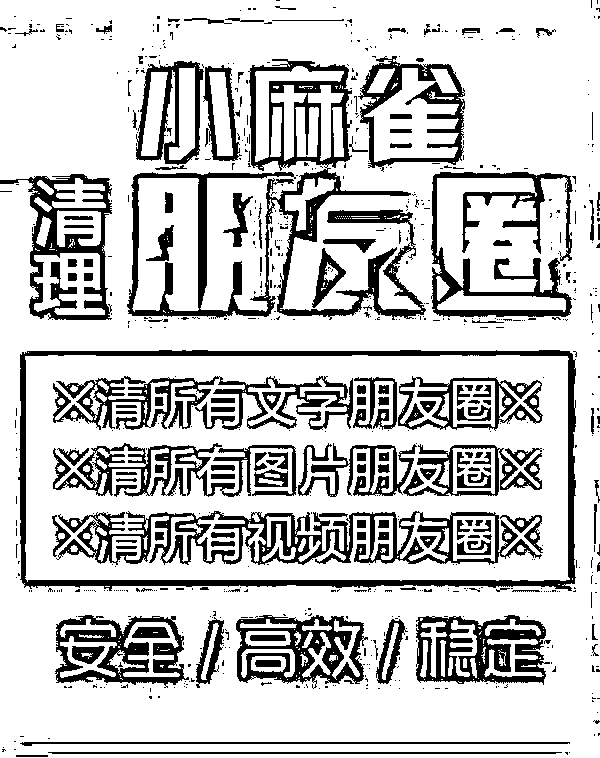 小麻雀
清理 朋友圈
※清所有文字朋友圈※
※清所有图片朋友圈※
※清所有视频朋友圈※
安全 / 高效 / 稳定